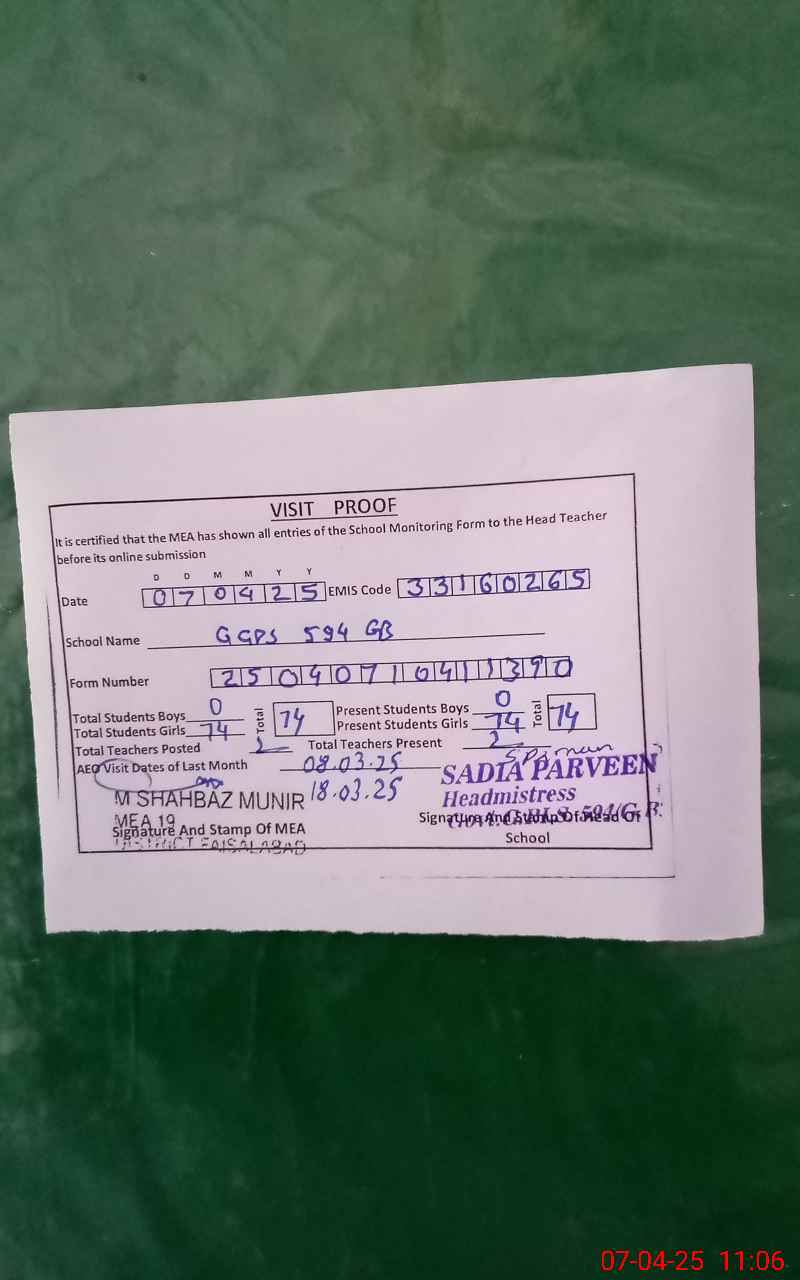 VISIT PROOF
It is certified that the MEA has shown all entries of the School Monitoring Form to the Head Teacher
before its online submission
D D M M Y Y
Date 070425 EMIS Code 33160265
School Name GGPS 594 GB
Form Number 25040710411390
Total Students Boys 0 Total 74 Present Students Boys 0 Total 74
Total Students Girls 74 Present Students Girls 74
Total Teachers Posted 2 Total Teachers Present 2
AEO Visit Dates of Last Month 08.03.25
18.03.25
M SHAHBAZ MUNIR
MEA 19
Signature And Stamp Of MEA
DISTRICT FAISALABAD
SADIA PARVEEN
Headmistress
594/G.B.
Signature And Stamp Of Head Of
School
07-04-25 11:06